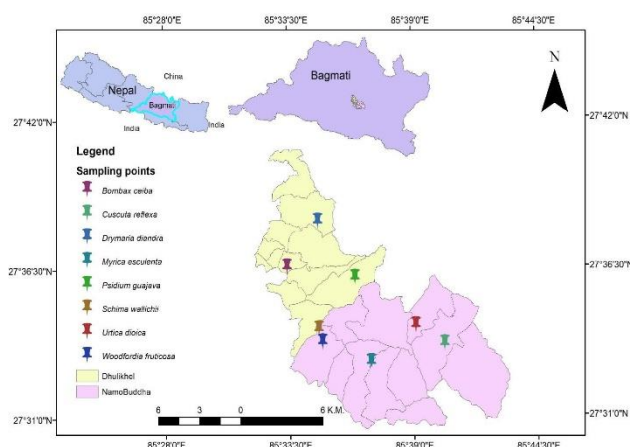 85°28'0"E 85°33'30"E 85°39'0"E 85°44'30"E
China
Nepal
Bagmati
India
India
Bagmati
N
27°42'0"N
27°42'0"N
Legend
Sampling points
Bombax ceiba
Cuscuta reflexa
Drymaria diandra
Myrica esculenta
Psidium guajava
Schima wallichi
Urtica dioica
Woodfordia fruticosa
Dhulikhel
NamoBuddha
27°36'30"N
27°36'30"N
27°31'0"N
27°31'0"N
6 3 0 6 K.M.
85°28'0"E 85°33'30"E 85°39'0"E 85°44'30"E